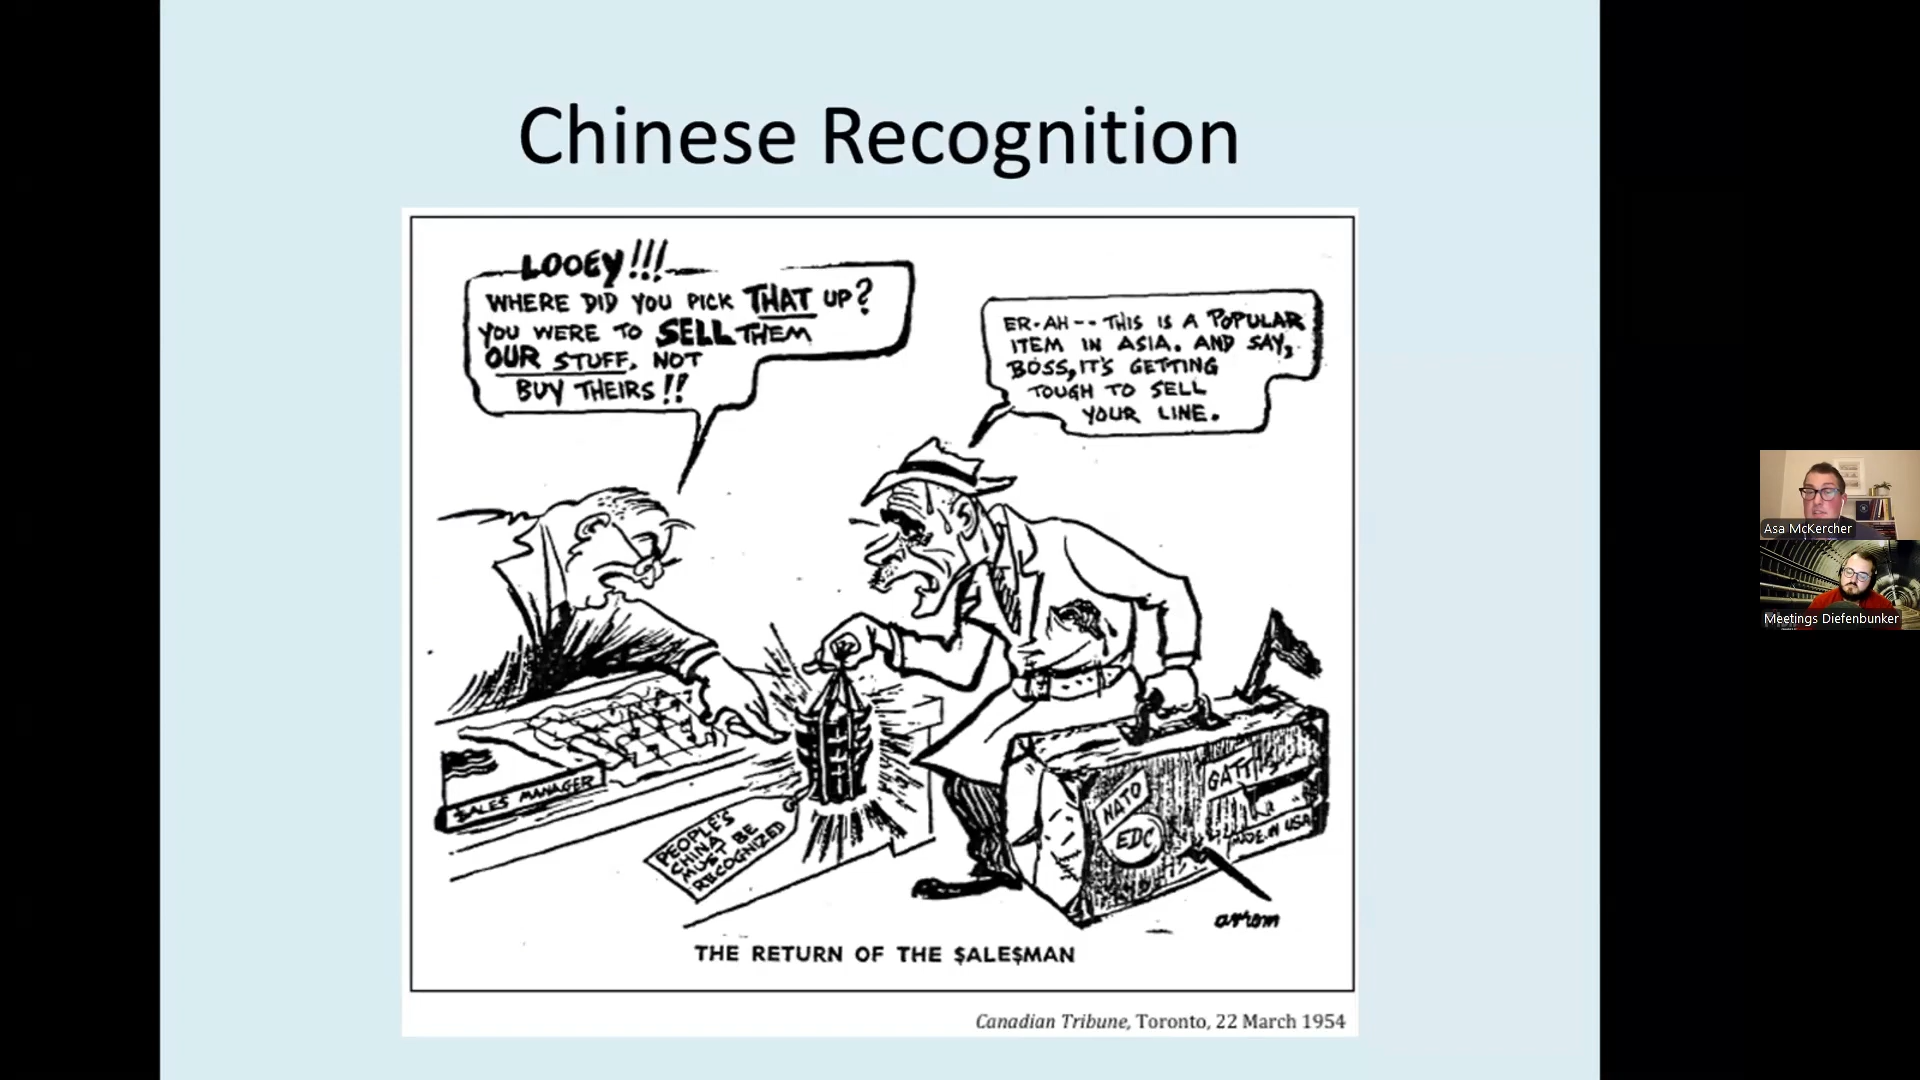 Chinese Recognition
LOOEY!!!
WHERE DID YOU PICK THAT UP?
YOU WERE TO SELL THEM
OUR STUFF, NOT
BUY THEIRS!!
ER-AH-- THIS IS A POPULAR
ITEM IN ASIA. AND SAY,
BOSS, IT'S GETTING
TOUGH TO SELL
YOUR LINE.
$ALES MANAGER
PEOPLE'S
CHINA
MUST BE
RECOGNIZED
NATO
EDC
GATT
MADE IN USA
avrom
THE RETURN OF THE $ALE$MAN
Canadian Tribune, Toronto, 22 March 1954
Asa McKercher
Meetings Diefenbunker